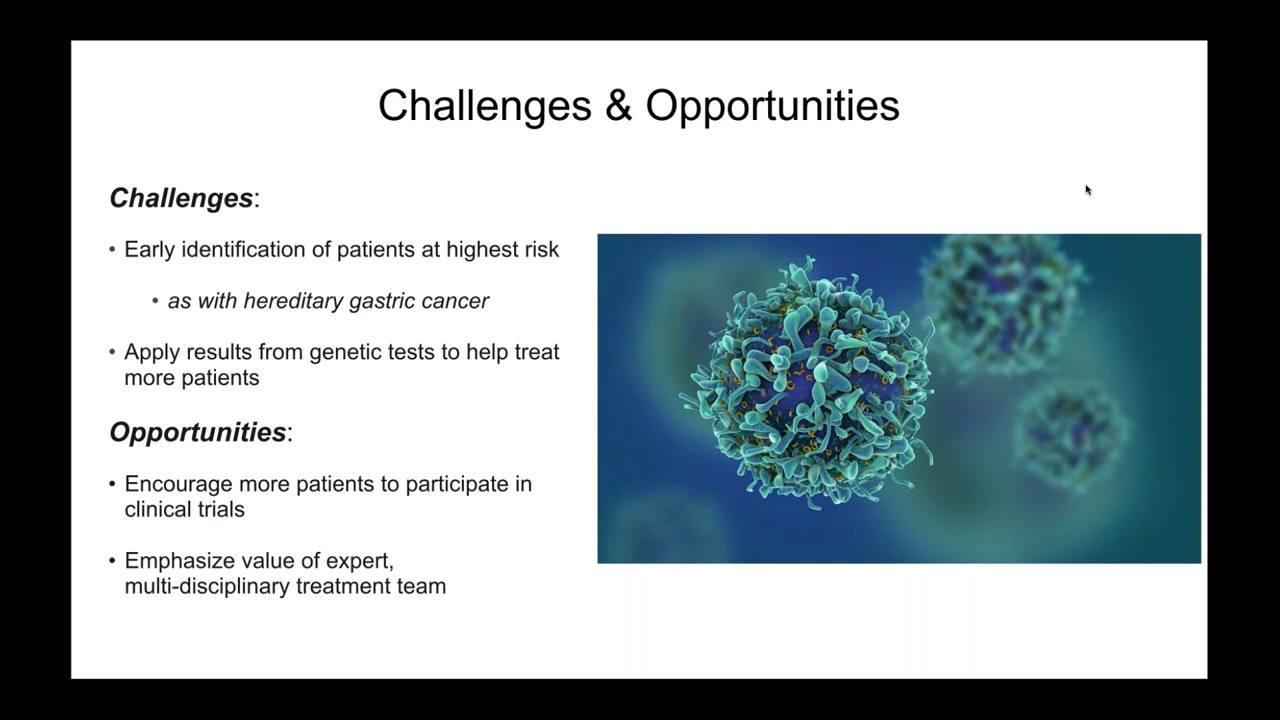 Challenges & Opportunities
Challenges:
• Early identification of patients at highest risk
• as with hereditary gastric cancer
• Apply results from genetic tests to help treat
more patients
Opportunities:
• Encourage more patients to participate in
clinical trials
• Emphasize value of expert,
multi-disciplinary treatment team